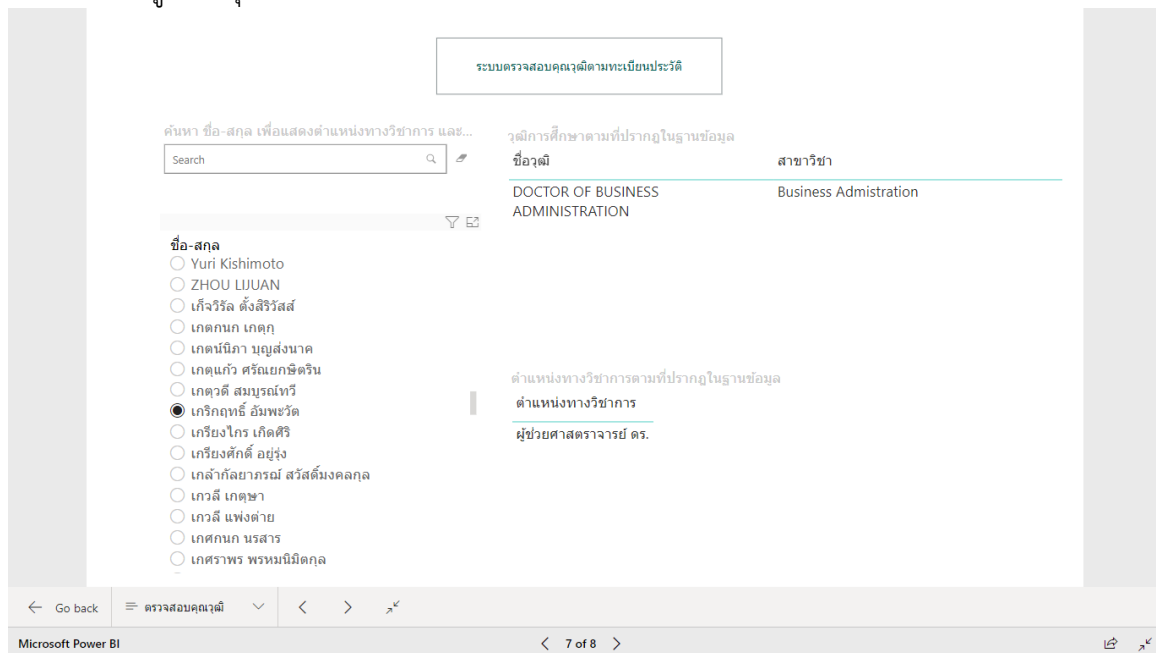 ระบบตรวจสอบคุณวุฒิตามทะเบียนประวัติ
ค้นหา ชื่อ-สกุล เพื่อแสดงตำแหน่งทางวิชาการ และ...
Search
ชื่อ-สกุล
Yuri Kishimoto
ZHOU LIJUAN
เก็จวิรัล ตั้งสิริวัสส์
เกตกนก เกตุกุ
เกตน์นิภา บุญส่งนาค
เกตุแก้ว ศรัณยกษิตริน
เกตุวดี สมบูรณ์ทวี
เกริกฤทธิ์ อัมพะวัต
เกรียงไกร เกิดศิริ
เกรียงศักดิ์ อยู่รุ่ง
เกล้ากัลยาภรณ์ สวัสดิ์มงคลกุล
เกวลี เกตุษา
เกวลี แพ่งต่าย
เกศกนก นรสาร
เกศราพร พรหมนิมิตกุล
วุฒิการศึกษาตามที่ปรากฏในฐานข้อมูล
ชื่อวุฒิ สาขาวิชา
DOCTOR OF BUSINESS Business Admistration
ADMINISTRATION
ตำแหน่งทางวิชาการตามที่ปรากฏในฐานข้อมูล
ตำแหน่งทางวิชาการ
ผู้ช่วยศาสตราจารย์ ดร.
Go back ตรวจสอบคุณวุฒิ
Microsoft Power BI 7 of 8